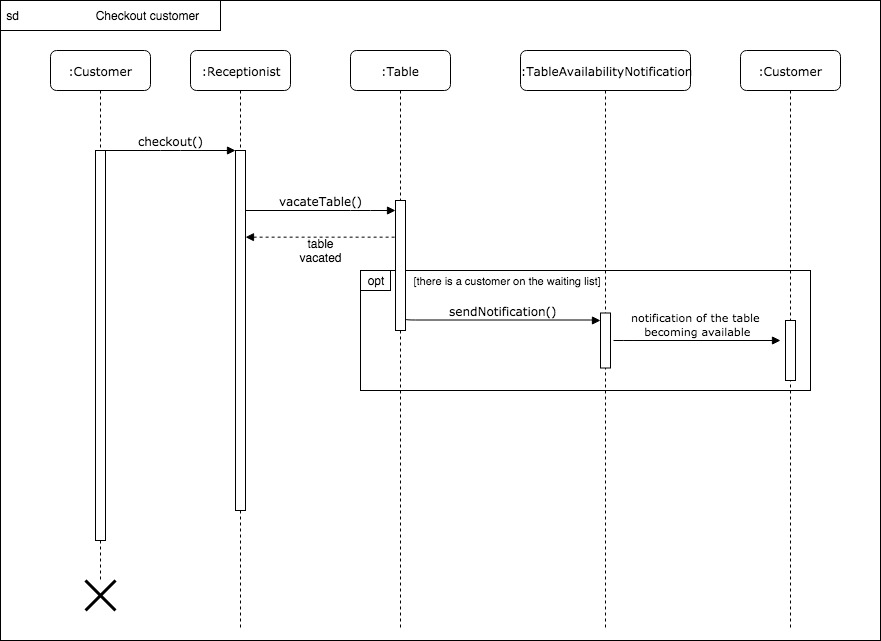 sd Checkout customer
:Customer
:Receptionist
:Table
:TableAvailabilityNotification
:Customer
checkout()
vacateTable()
table
vacated
opt
[there is a customer on the waiting list]
sendNotification()
notification of the table
becoming available